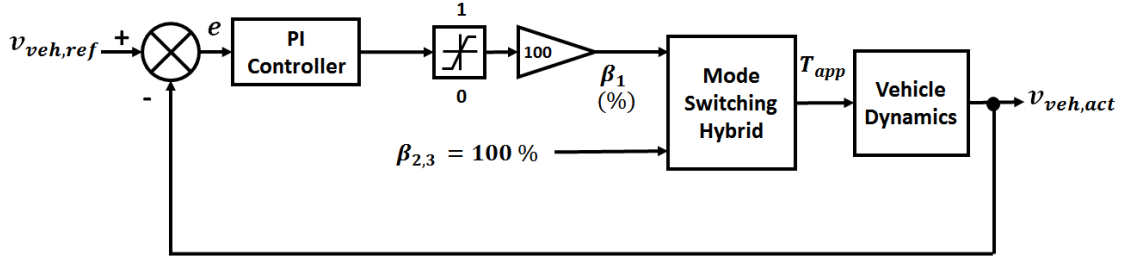 v_veh,ref
+
-
e
PI
Controller
1
0
100
β_1
(%)
β_2,3 = 100 %
Mode
Switching
Hybrid
T_app
Vehicle
Dynamics
v_veh,act